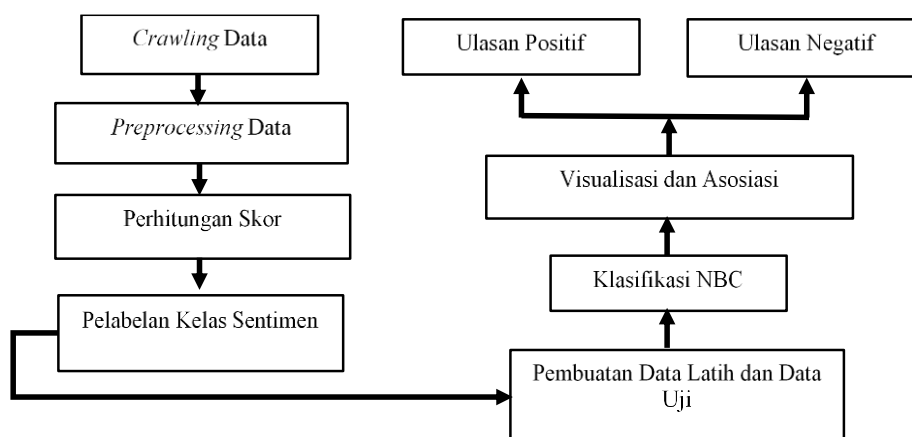 Crawling Data
Preprocessing Data
Perhitungan Skor
Pelabelan Kelas Sentimen
Pembuatan Data Latih dan Data
Uji
Klasifikasi NBC
Visualisasi dan Asosiasi
Ulasan Positif
Ulasan Negatif